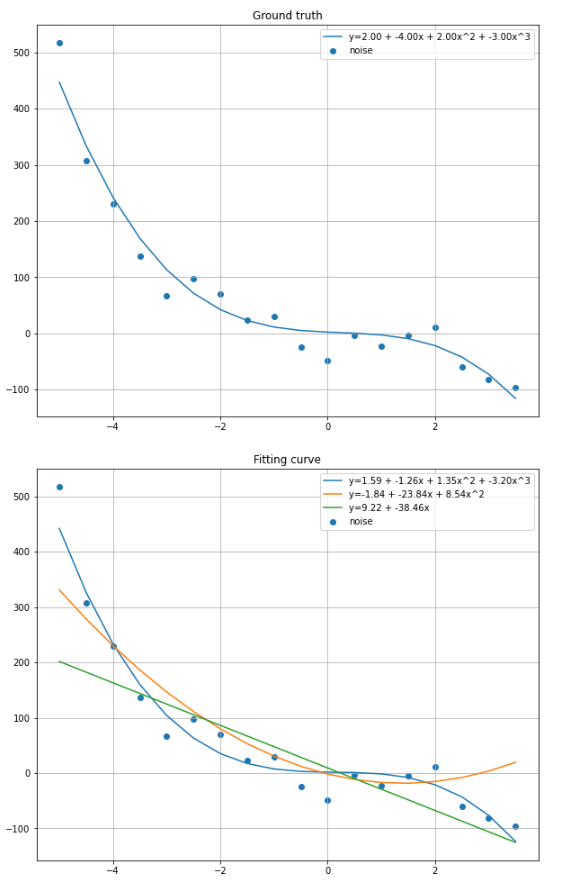 Ground truth
y=2.00 + -4.00x + 2.00x^2 + -3.00x^3
noise
500
400
300
200
100
0
−100
−4 −2 0 2
Fitting curve
y=1.59 + -1.26x + 1.35x^2 + -3.20x^3
y=-1.84 + -23.84x + 8.54x^2
y=9.22 + -38.46x
noise
500
400
300
200
100
0
−100
−4 −2 0 2